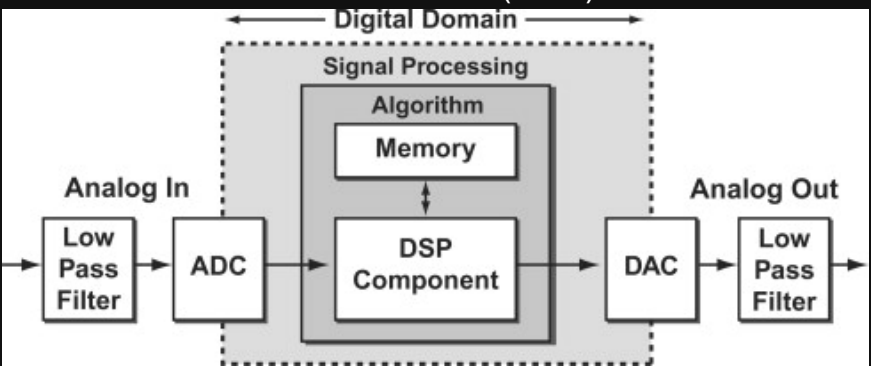 Digital Domain
Signal Processing
Algorithm
Memory
Analog In
Analog Out
Low
Pass
Filter
ADC
DSP
Component
DAC
Low
Pass
Filter